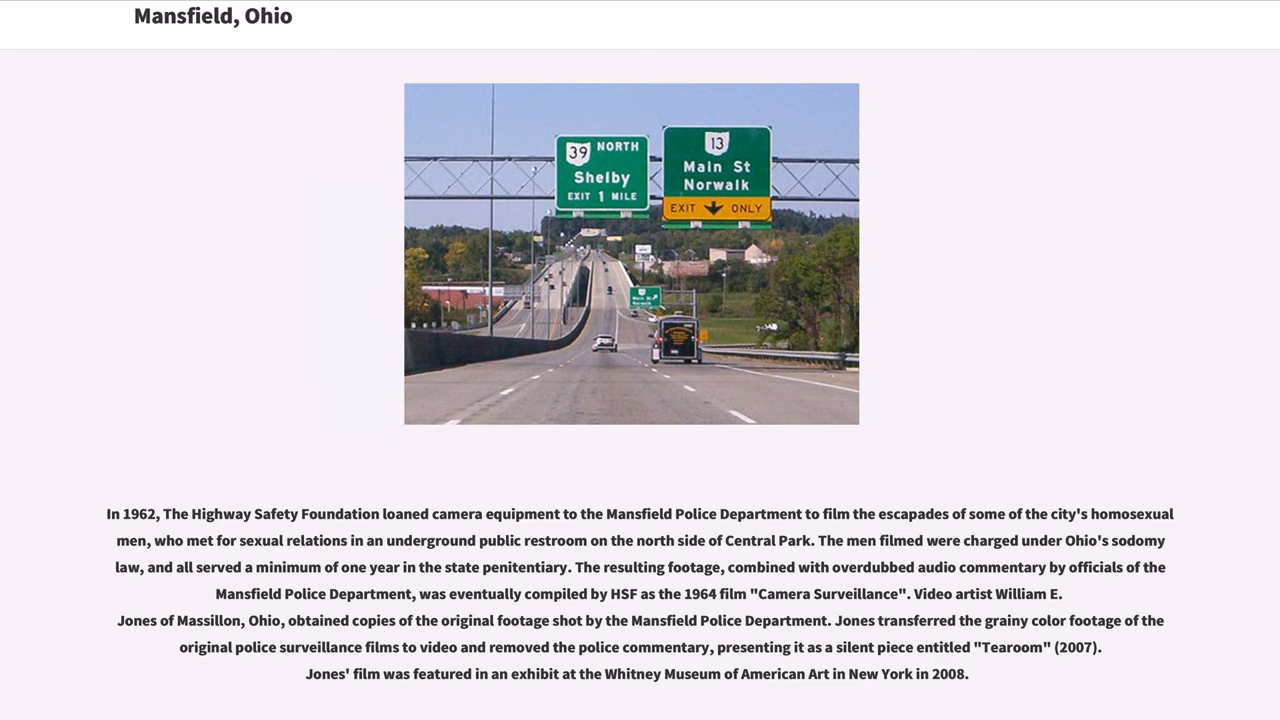 Mansfield, Ohio
39 NORTH
Shelby
EXIT 1 MILE
13
Main St
Norwalk
EXIT ONLY
Main St
Norwalk
In 1962, The Highway Safety Foundation loaned camera equipment to the Mansfield Police Department to film the escapades of some of the city's homosexual
men, who met for sexual relations in an underground public restroom on the north side of Central Park. The men filmed were charged under Ohio's sodomy
law, and all served a minimum of one year in the state penitentiary. The resulting footage, combined with overdubbed audio commentary by officials of the
Mansfield Police Department, was eventually compiled by HSF as the 1964 film "Camera Surveillance". Video artist William E.
Jones of Massillon, Ohio, obtained copies of the original footage shot by the Mansfield Police Department. Jones transferred the grainy color footage of the
original police surveillance films to video and removed the police commentary, presenting it as a silent piece entitled "Tearoom" (2007).
Jones' film was featured in an exhibit at the Whitney Museum of American Art in New York in 2008.